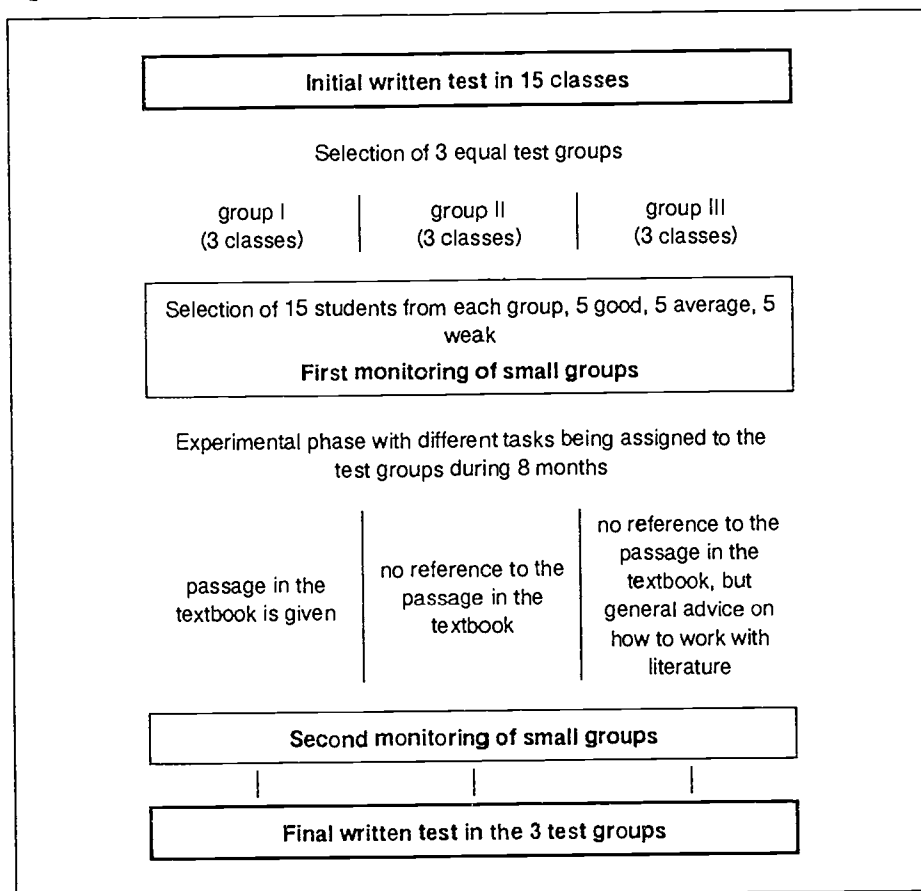 Initial written test in 15 classes
Selection of 3 equal test groups
group I
(3 classes)
group II
(3 classes)
group III
(3 classes)
Selection of 15 students from each group, 5 good, 5 average, 5
weak
First monitoring of small groups
Experimental phase with different tasks being assigned to the
test groups during 8 months
passage in the
textbook is given
no reference to the
passage in the
textbook
no reference to the
passage in the
textbook, but
general advice on
how to work with
literature
Second monitoring of small groups
Final written test in the 3 test groups